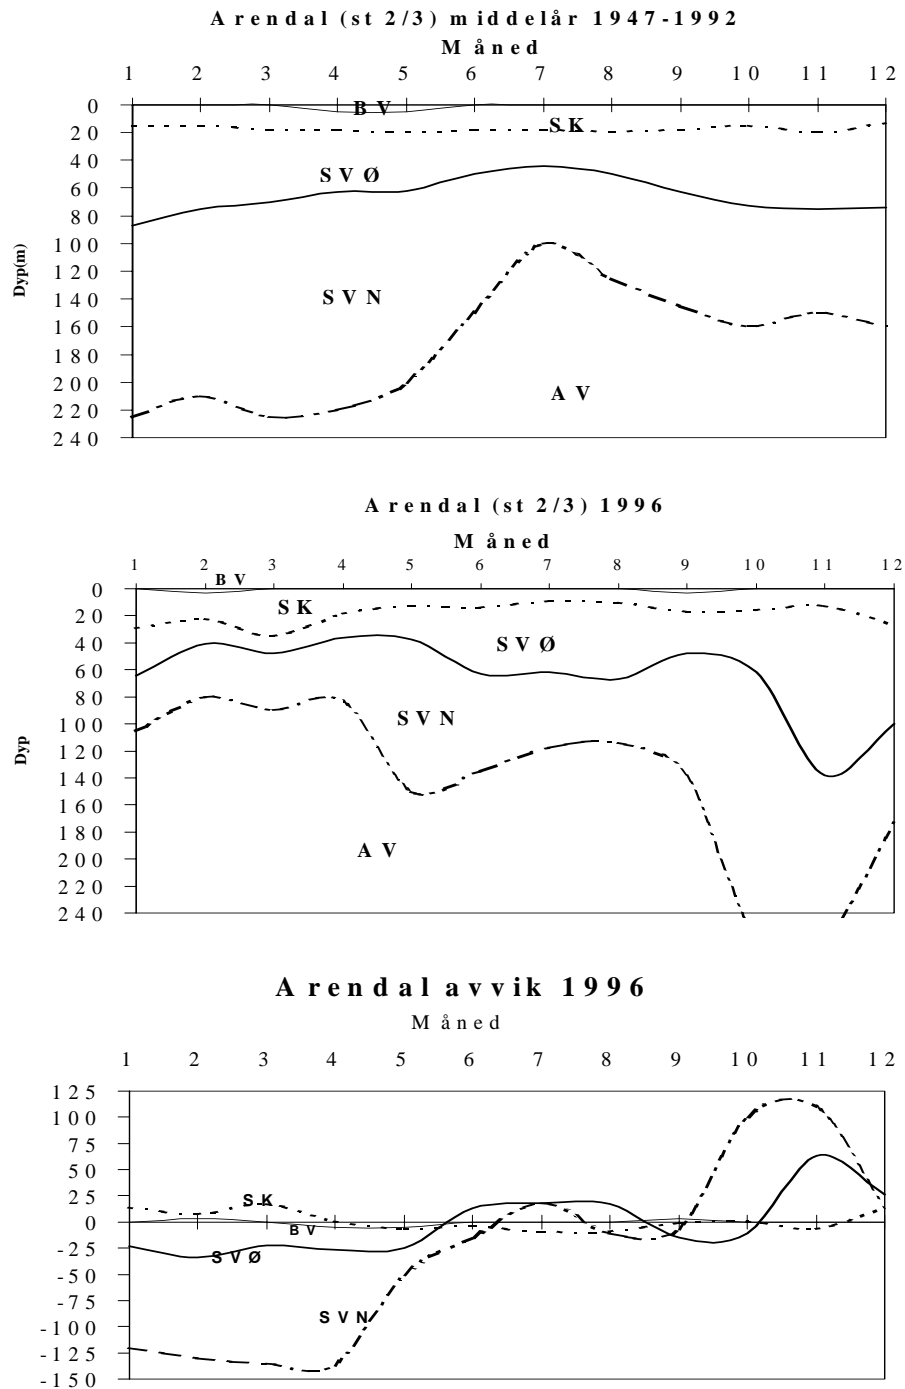 Arendal (st 2/3) middelår 1947-1992
Måned
1 2 3 4 5 6 7 8 9 10 11 12
0
BV
SK
20
40
SVØ
60
80
Dyp(m)
100
120
SVN
140
160
180
200
AV
220
240
Arendal (st 2/3) 1996
Måned
1 2 3 4 5 6 7 8 9 10 11 12
BV
0
SK
20
40
SVØ
60
80
SVN
100
Dyp
120
140
160
180
AV
200
220
240
Arendal avvik 1996
Måned
1 2 3 4 5 6 7 8 9 10 11 12
125
100
75
50
25
SK
0
BV
-25
SVØ
-50
-75
SVN
-100
-125
-150